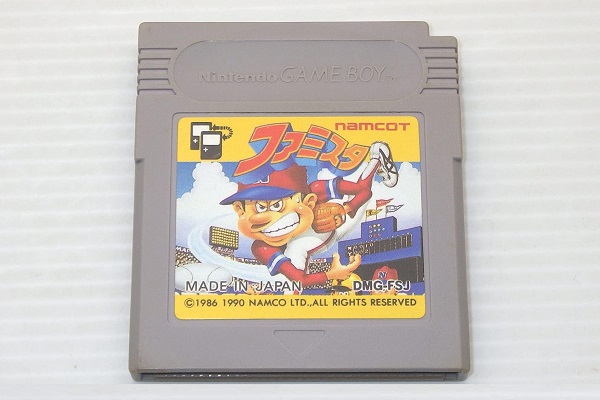 Nintendo GAME BOY™
namcot
ファミスタ
MADE IN JAPAN DMG-FSJ
©1986 1990 NAMCO LTD.,ALL RIGHTS RESERVED